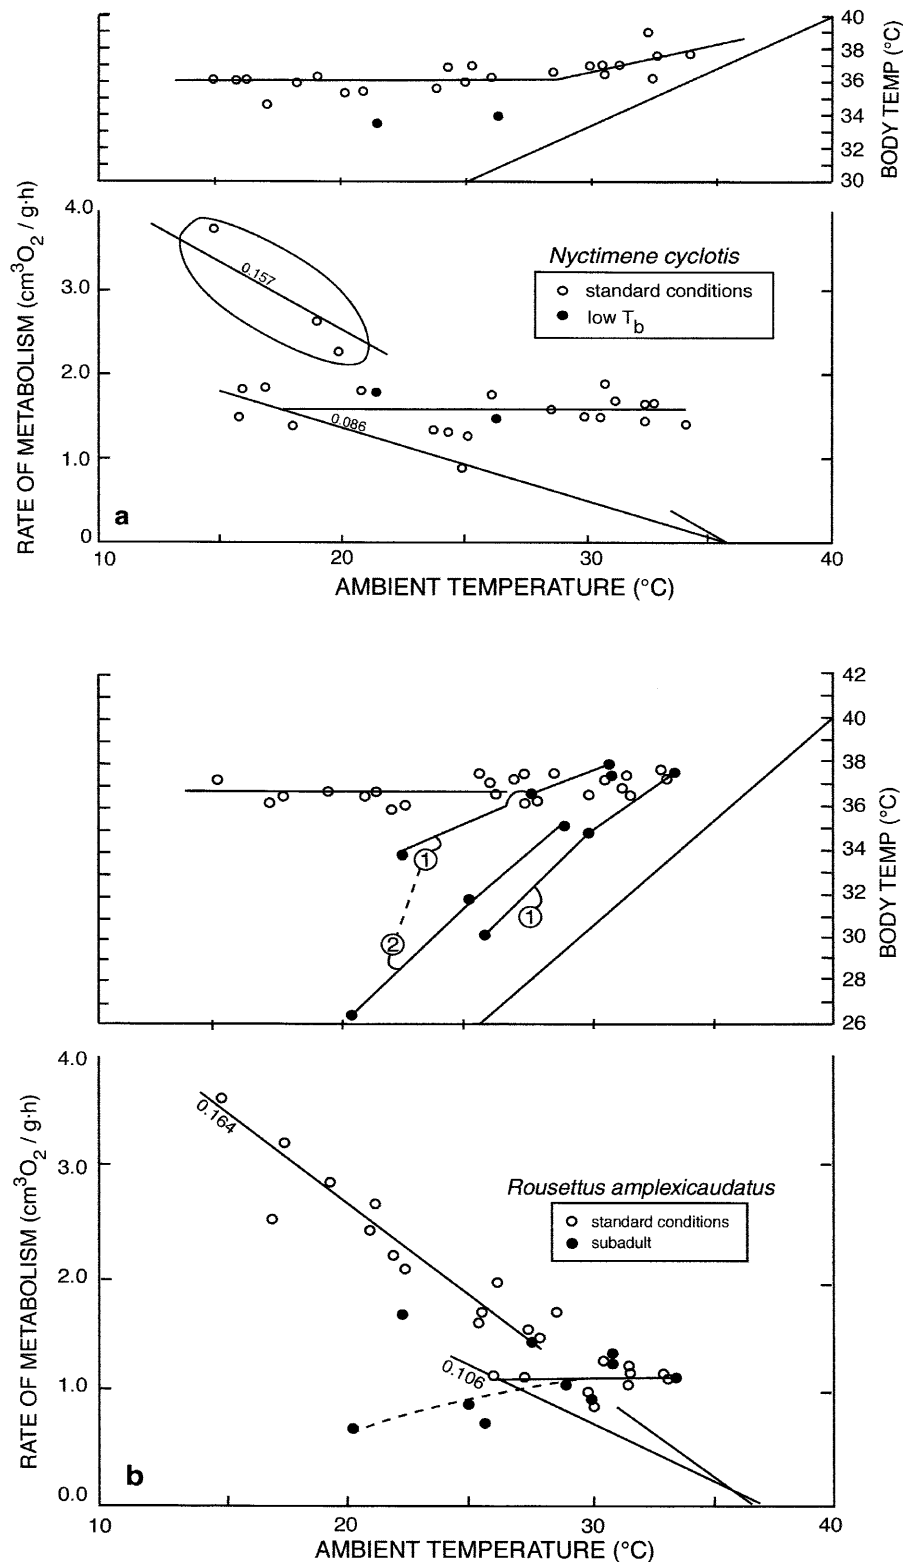 40
38
36
34
32
30
BODY TEMP (°C)
4.0
3.0
2.0
1.0
0
RATE OF METABOLISM (cm³O₂ / g·h)
0.157
0.086
Nyctimene cyclotis
standard conditions
low Tb
a
10 20 30 40
AMBIENT TEMPERATURE (°C)
42
40
38
36
34
32
30
28
26
BODY TEMP (°C)
1
2
1
4.0
3.0
2.0
1.0
0.0
RATE OF METABOLISM (cm³O₂ / g·h)
0.164
0.106
Rousettus amplexicaudatus
standard conditions
subadult
b
10 20 30 40
AMBIENT TEMPERATURE (°C)